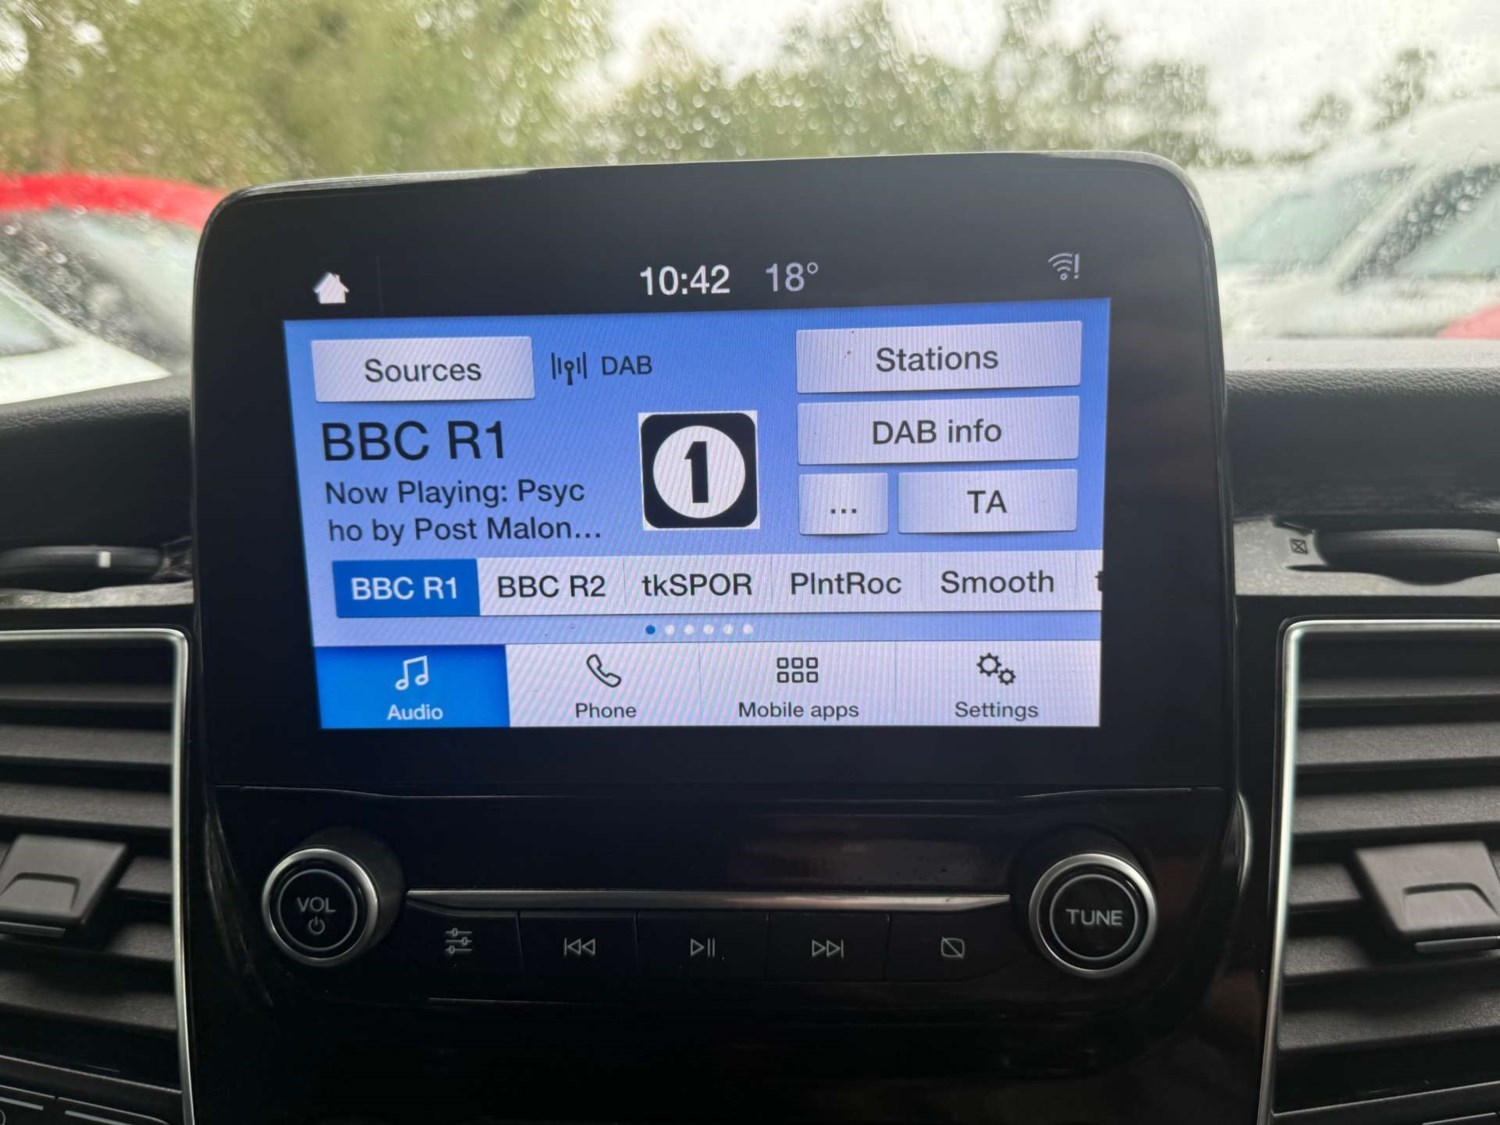 10:42 18°
Sources
DAB
Stations
BBC R1
1
DAB info
Now Playing: Psyc
ho by Post Malon...
...
TA
BBC R1
BBC R2
tkSPOR
PlntRoc
Smooth
Audio
Phone
Mobile apps
Settings
VOL
TUNE